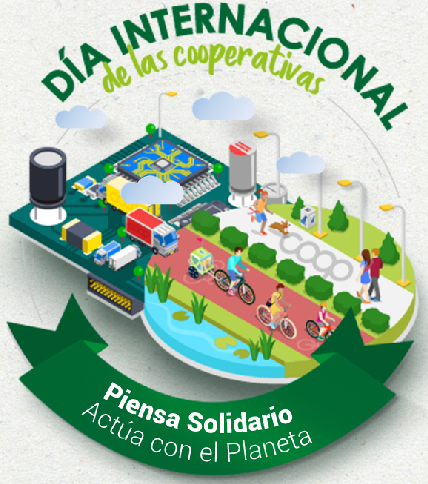 DÍA INTERNACIONAL
de las cooperativas
coop
Piensa Solidario
Actúa con el Planeta